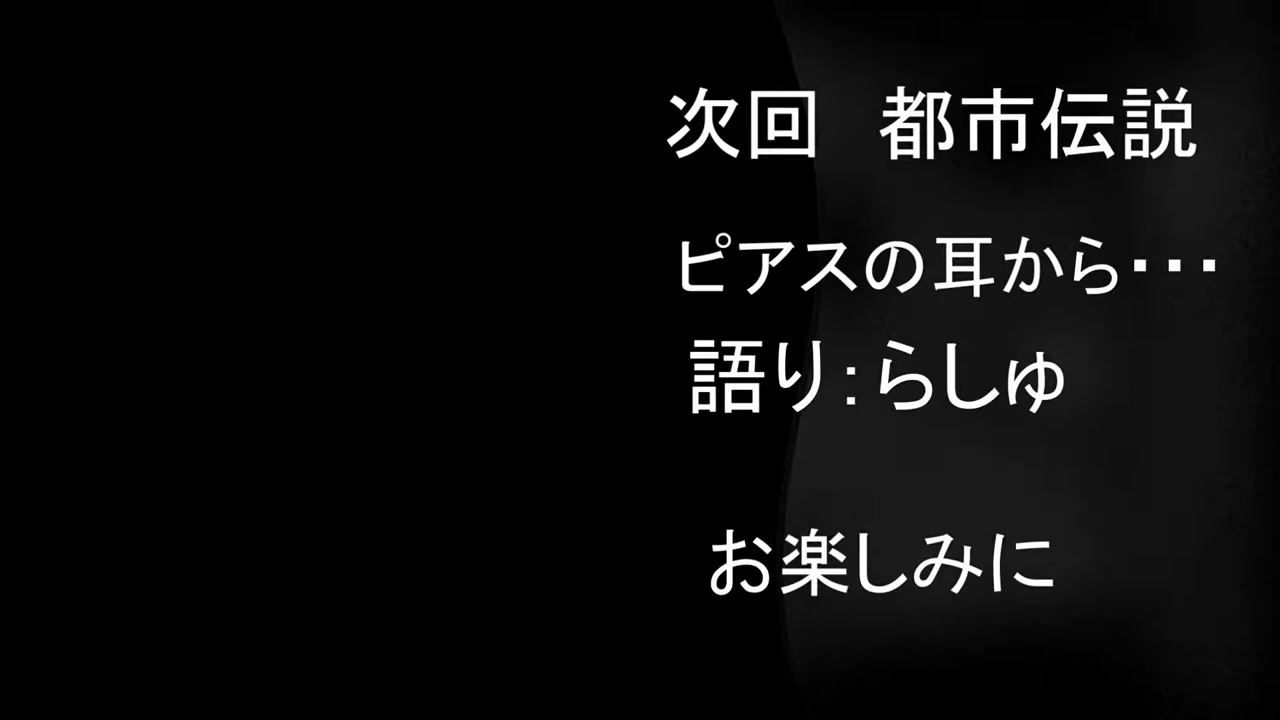 次回　都市伝説
ピアスの耳から・・・
語り：らしゅ
お楽しみに